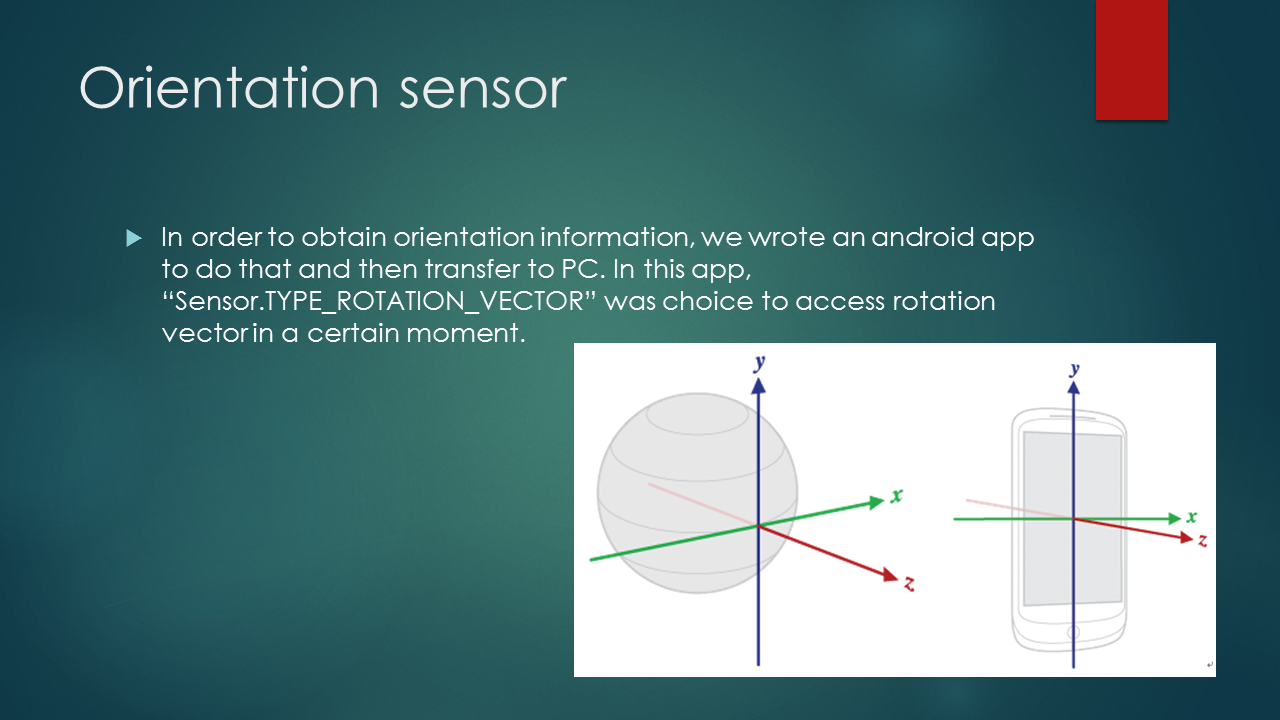 Orientation sensor
In order to obtain orientation information, we wrote an android app
to do that and then transfer to PC. In this app,
“Sensor.TYPE_ROTATION_VECTOR” was choice to access rotation
vector in a certain moment.
y
x
z
y
x
z